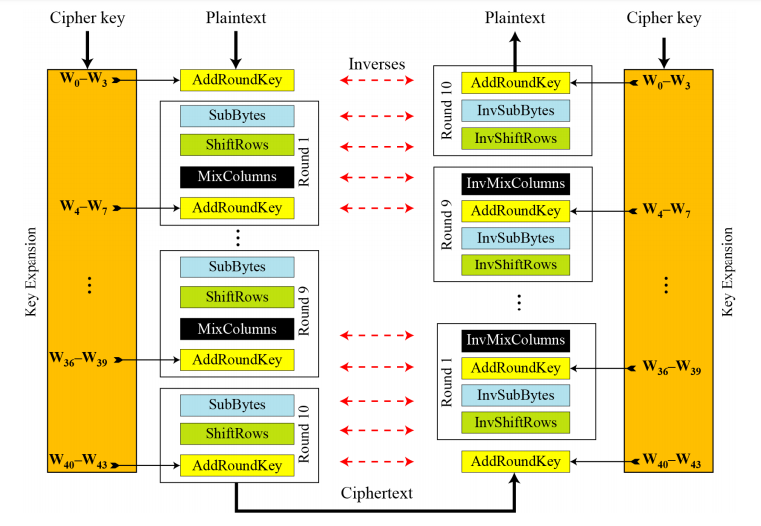 Cipher key
Plaintext
Plaintext
Cipher key
Inverses
W0–W3
AddRoundKey
SubBytes
ShiftRows
MixColumns
Round 1
W4–W7
AddRoundKey
⋮
SubBytes
ShiftRows
MixColumns
Round 9
W36–W39
AddRoundKey
SubBytes
ShiftRows
Round 10
W40–W43
AddRoundKey
Key Expansion
⋮
Ciphertext
AddRoundKey
W0–W3
InvSubBytes
InvShiftRows
Round 10
InvMixColumns
AddRoundKey
W4–W7
InvSubBytes
InvShiftRows
Round 9
⋮
InvMixColumns
AddRoundKey
W36–W39
InvSubBytes
InvShiftRows
Round 1
AddRoundKey
W40–W43
Key Expansion
⋮